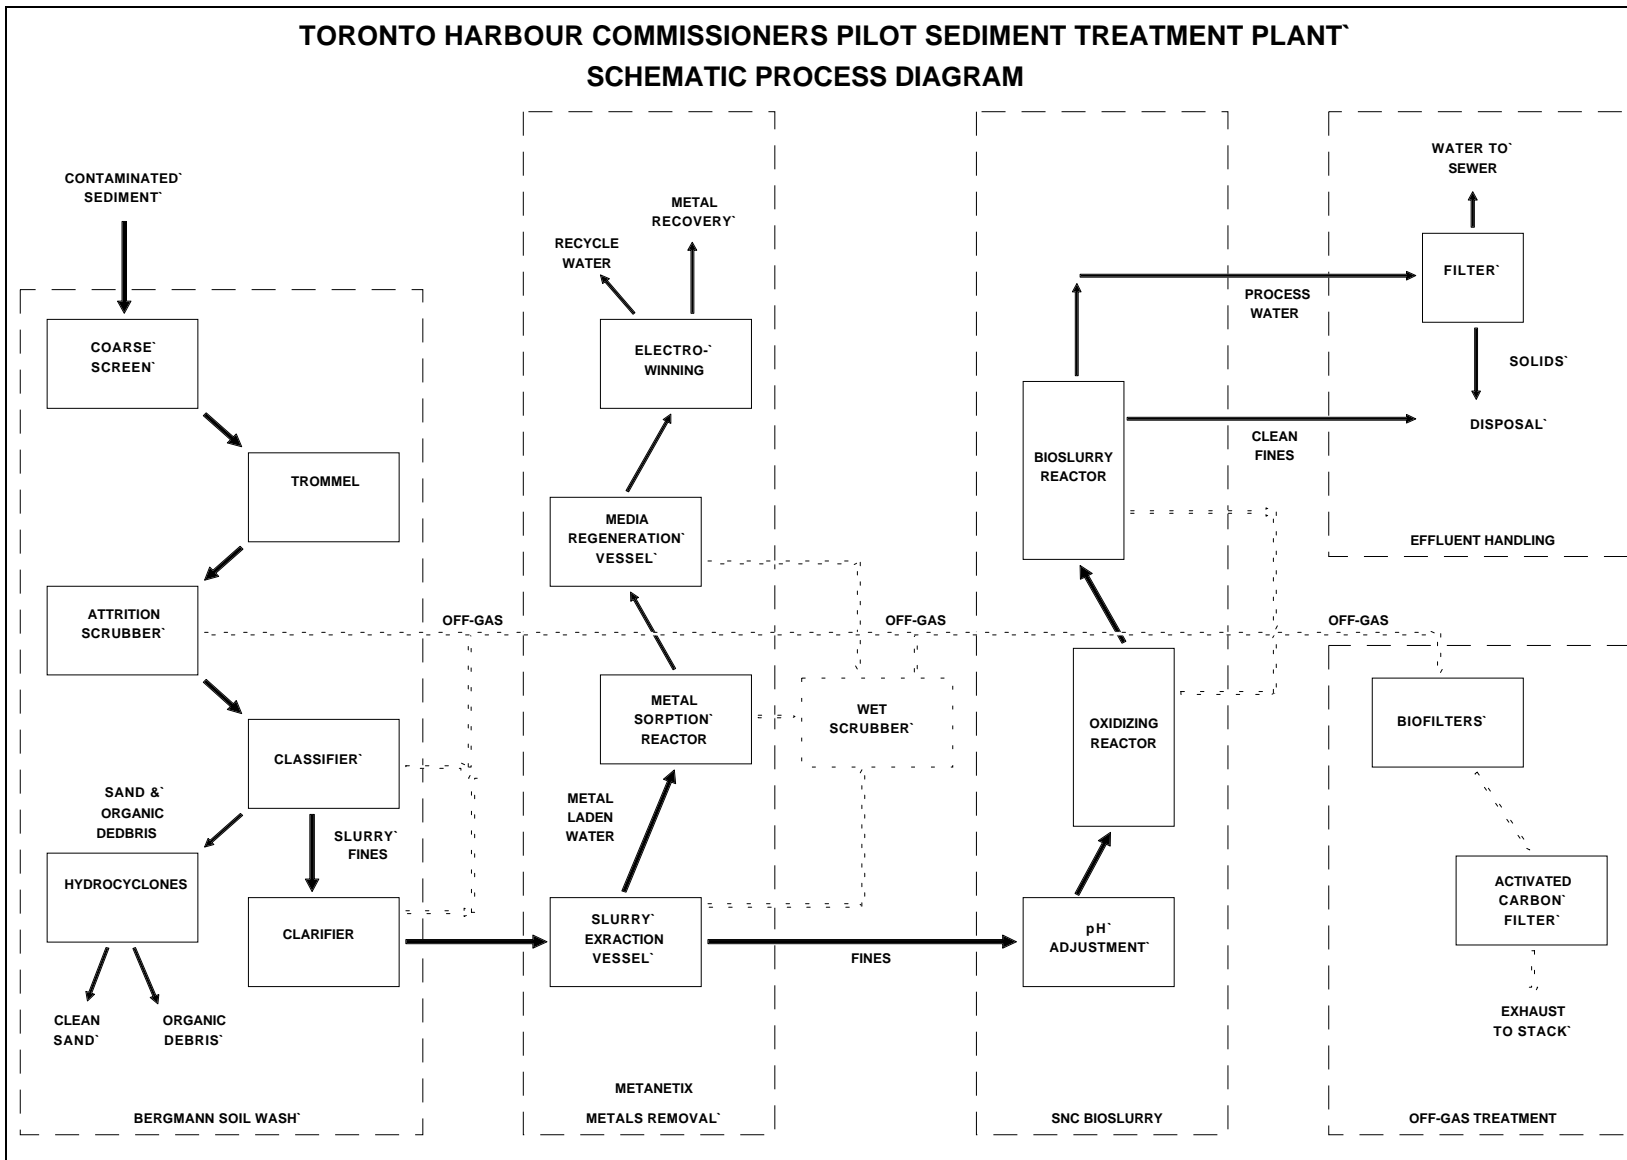 TORONTO HARBOUR COMMISSIONERS PILOT SEDIMENT TREATMENT PLANT`
SCHEMATIC PROCESS DIAGRAM
CONTAMINATED`
SEDIMENT`
COARSE`
SCREEN`
TROMMEL
ATTRITION
SCRUBBER`
CLASSIFIER`
SAND &`
ORGANIC
DEDBRIS
SLURRY`
FINES
HYDROCYCLONES
CLARIFIER
CLEAN
SAND`
ORGANIC
DEBRIS`
BERGMANN SOIL WASH`
OFF-GAS
METAL
RECOVERY`
RECYCLE
WATER
ELECTRO-`
WINNING
MEDIA
REGENERATION`
VESSEL`
METAL
SORPTION`
REACTOR
METAL
LADEN
WATER
SLURRY`
EXTRACTION
VESSEL`
METANETIX
METALS REMOVAL`
OFF-GAS
WET
SCRUBBER`
FINES
BIOSLURRY
REACTOR
OXIDIZING
REACTOR
pH`
ADJUSTMENT`
SNC BIOSLURRY
PROCESS
WATER
CLEAN
FINES
OFF-GAS
WATER TO`
SEWER
FILTER`
SOLIDS`
DISPOSAL`
EFFLUENT HANDLING
BIOFILTERS`
ACTIVATED
CARBON`
FILTER`
EXHAUST
TO STACK`
OFF-GAS TREATMENT